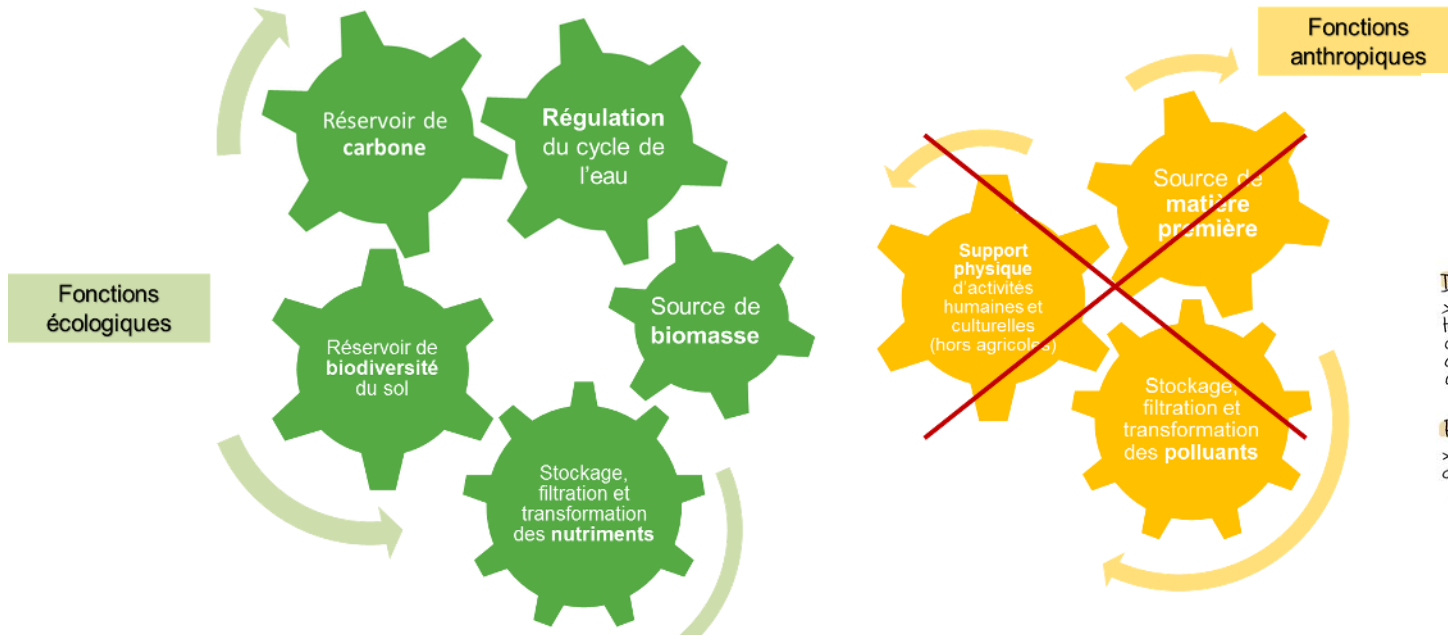 Fonctions
anthropiques
Réservoir de
carbone
Régulation
du cycle de
l'eau
Source de
matière
première
Support
physique
d'activités
humaines et
culturelles
(hors agricoles)
Fonctions
écologiques
Source de
biomasse
Réservoir de
biodiversité
du sol
Stockage,
filtration et
transformation
des polluants
Stockage,
filtration et
transformation
des nutriments